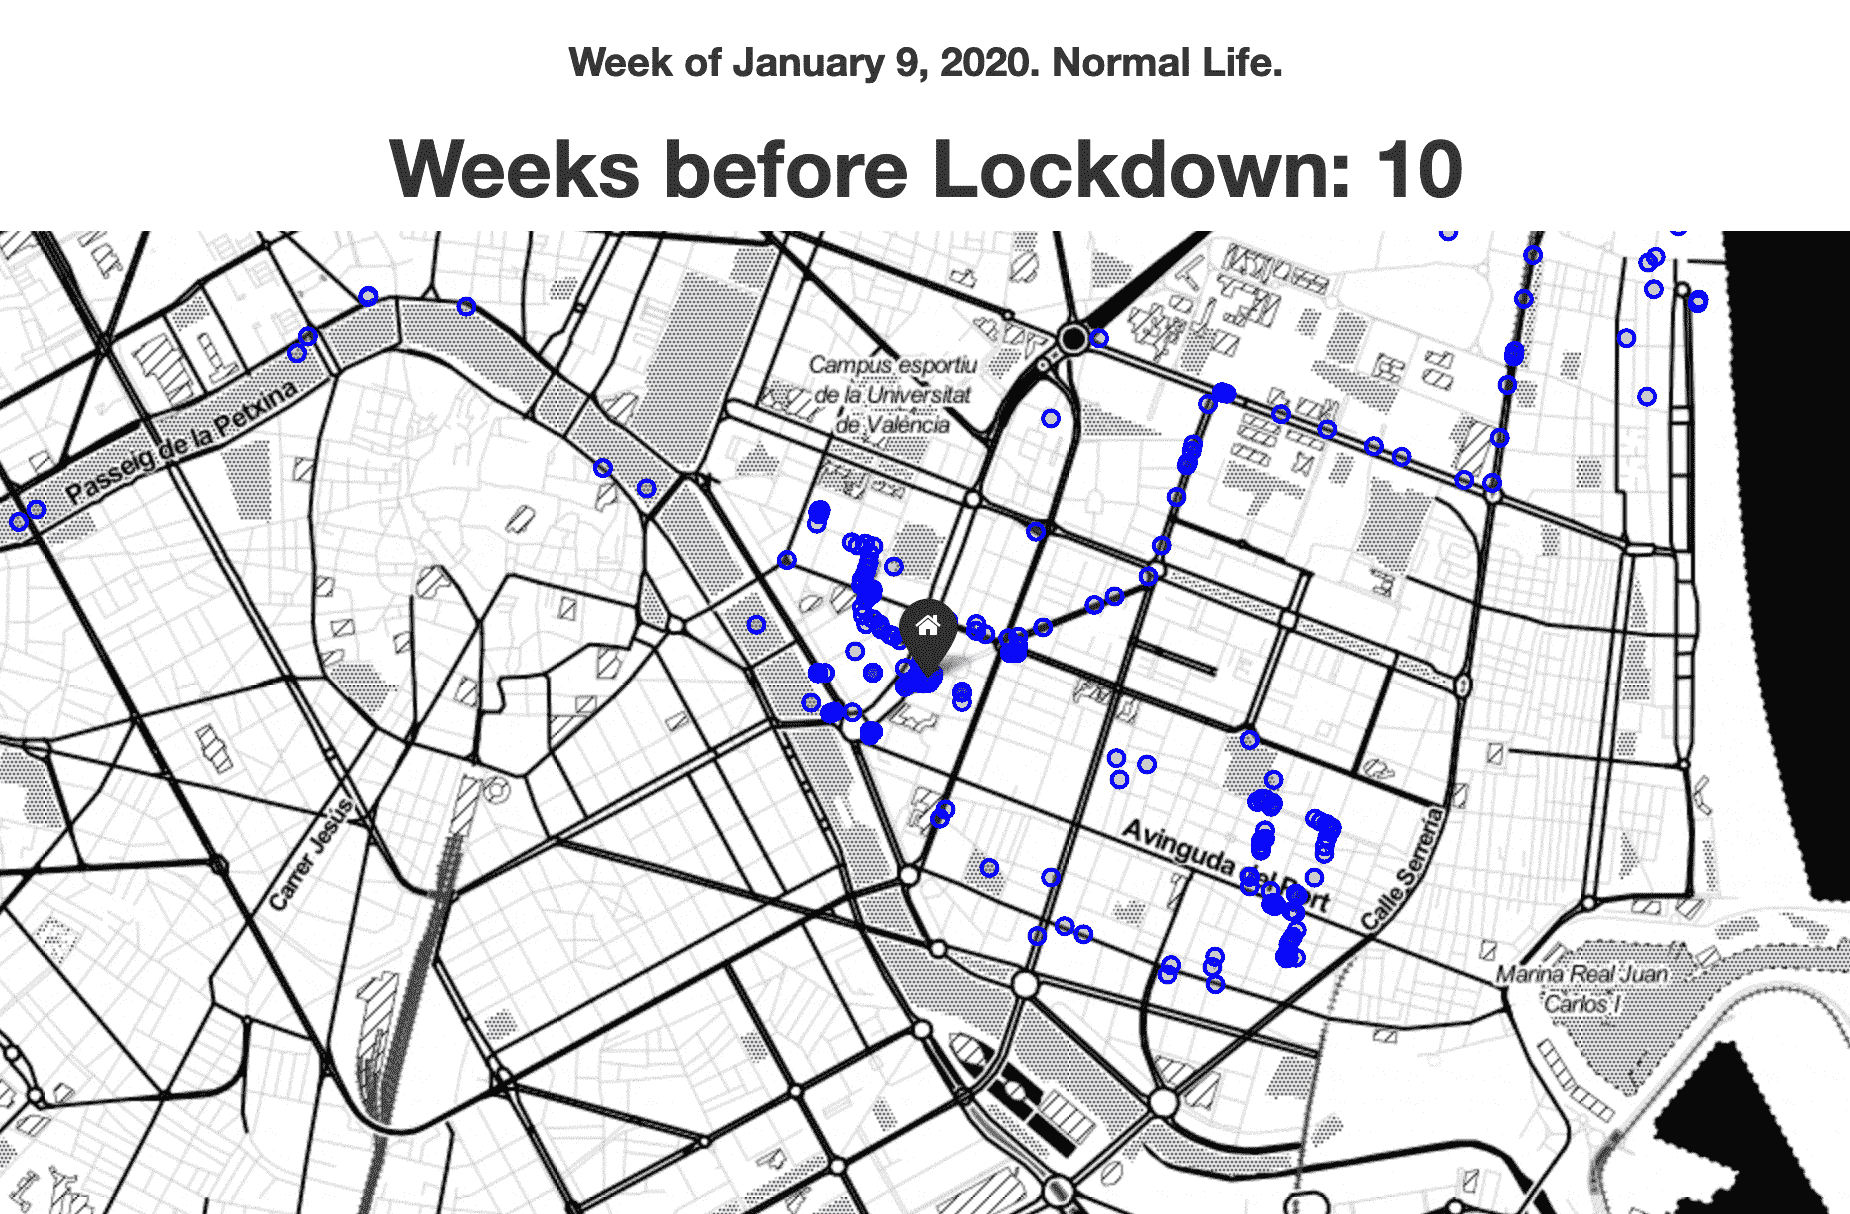 Week of January 9, 2020. Normal Life.
Weeks before Lockdown: 10
Campus esportiu
de la Universitat
de València
Passeig de la Petxina
Carrer Jesús
Avinguda del Port
Calle Serrería
Marina Real Juan
Carlos I